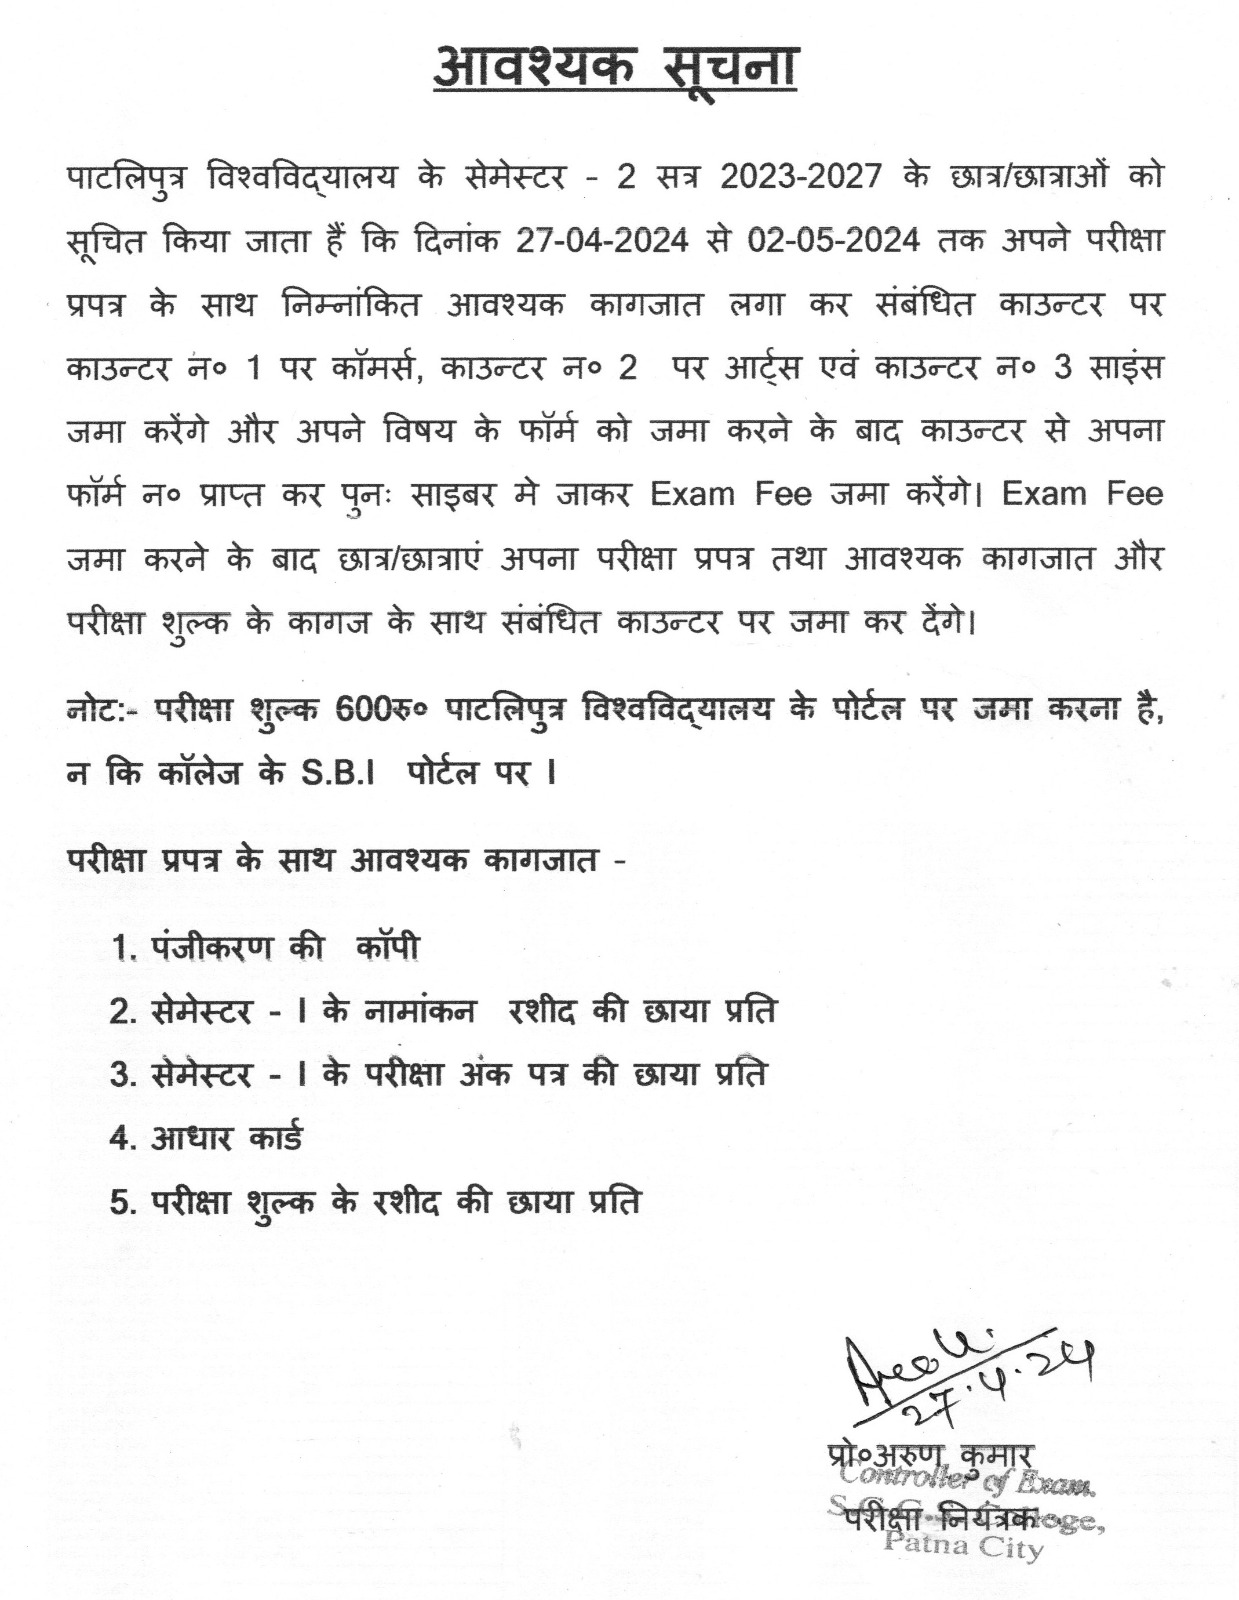 आवश्यक सूचना
पाटलिपुत्र विश्वविद्यालय के सेमेस्टर - 2 सत्र 2023-2027 के छात्र/छात्राओं को
सूचित किया जाता हैं कि दिनांक 27-04-2024 से 02-05-2024 तक अपने परीक्षा
प्रपत्र के साथ निम्नांकित आवश्यक कागजात लगा कर संबंधित काउन्टर पर
काउन्टर न० 1 पर कॉमर्स, काउन्टर न० 2 पर आर्ट्स एवं काउन्टर न० 3 साइंस
जमा करेंगे और अपने विषय के फॉर्म को जमा करने के बाद काउन्टर से अपना
फॉर्म न० प्राप्त कर पुनः साइबर मे जाकर Exam Fee जमा करेंगे। Exam Fee
जमा करने के बाद छात्र/छात्राएं अपना परीक्षा प्रपत्र तथा आवश्यक कागजात और
परीक्षा शुल्क के कागज के साथ संबंधित काउन्टर पर जमा कर देंगे।
नोट:- परीक्षा शुल्क 600रु० पाटलिपुत्र विश्वविद्यालय के पोर्टल पर जमा करना है,
न कि कॉलेज के S.B.I पोर्टल पर I
परीक्षा प्रपत्र के साथ आवश्यक कागजात -
1. पंजीकरण की कॉपी
2. सेमेस्टर - I के नामांकन रशीद की छाया प्रति
3. सेमेस्टर - I के परीक्षा अंक पत्र की छाया प्रति
4. आधार कार्ड
5. परीक्षा शुल्क के रशीद की छाया प्रति
27.4.24
प्रो०अरुण कुमार
Controller of Exam.
परीक्षा नियंत्रक
Patna City